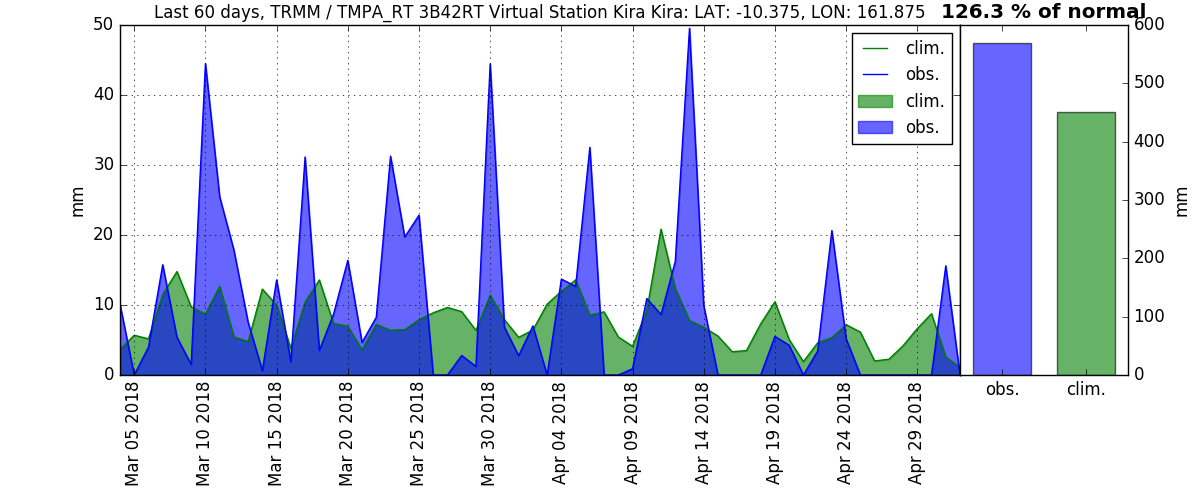 Last 60 days, TRMM / TMPA_RT 3B42RT Virtual Station Kira Kira: LAT: -10.375, LON: 161.875
126.3 % of normal
50
40
30
20
10
0
mm
clim.
obs.
clim.
obs.
600
500
400
300
200
100
0
mm
obs.
clim.
Mar 05 2018
Mar 10 2018
Mar 15 2018
Mar 20 2018
Mar 25 2018
Mar 30 2018
Apr 04 2018
Apr 09 2018
Apr 14 2018
Apr 19 2018
Apr 24 2018
Apr 29 2018